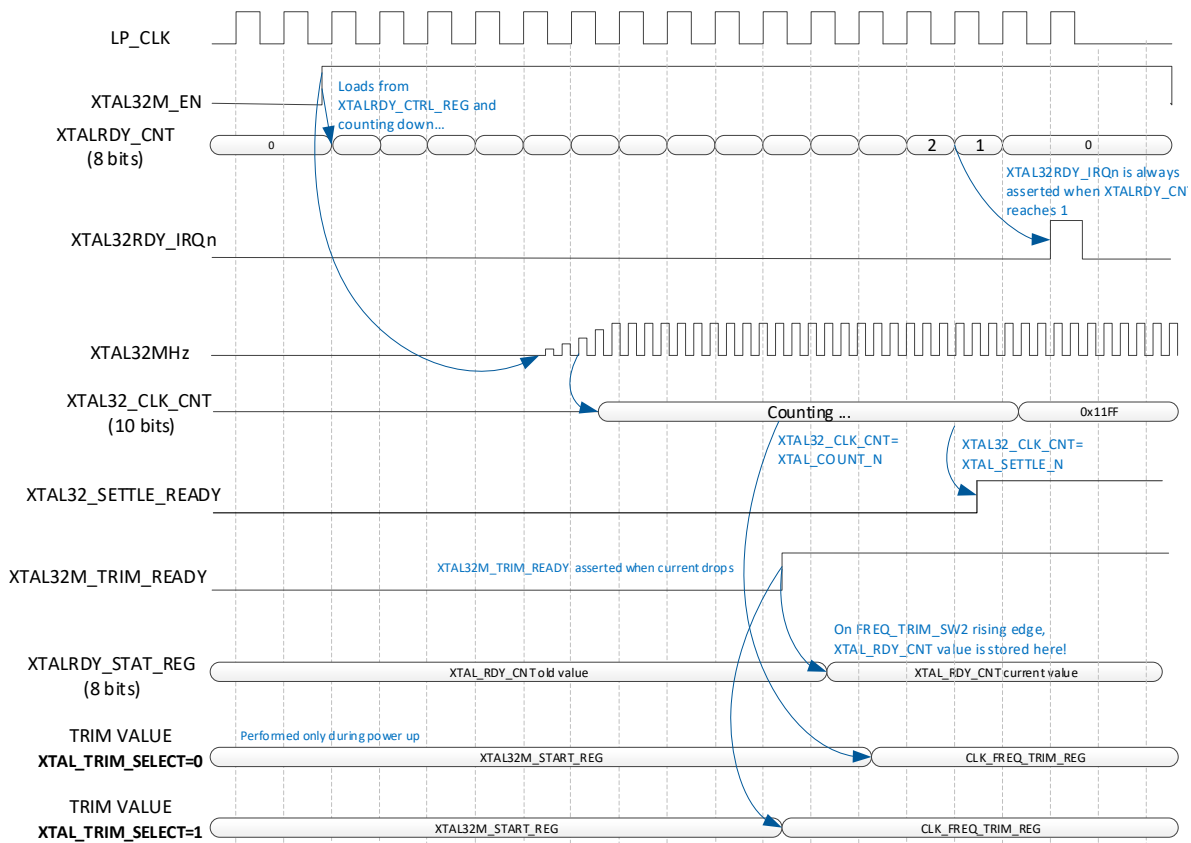 LP_CLK
XTAL32M_EN
Loads from
XTALRDY_CTRL_REG and
counting down...
XTALRDY_CNT
(8 bits)
0
2
1
0
XTAL32RDY_IRQn is always
asserted when XTALRDY_CNT
reaches 1
XTAL32RDY_IRQn
XTAL32MHz
XTAL32_CLK_CNT
(10 bits)
Counting ...
0x11FF
XTAL32_CLK_CNT=
XTAL_COUNT_N
XTAL32_CLK_CNT=
XTAL_SETTLE_N
XTAL32_SETTLE_READY
XTAL32M_TRIM_READY
XTAL32M_TRIM_READY asserted when current drops
On FREQ_TRIM_SW2 rising edge,
XTAL_RDY_CNT value is stored here!
XTALRDY_STAT_REG
(8 bits)
XTAL_RDY_CNT old value
XTAL_RDY_CNT current value
TRIM VALUE
XTAL_TRIM_SELECT=0
Performed only during power up
XTAL32M_START_REG
CLK_FREQ_TRIM_REG
TRIM VALUE
XTAL_TRIM_SELECT=1
XTAL32M_START_REG
CLK_FREQ_TRIM_REG